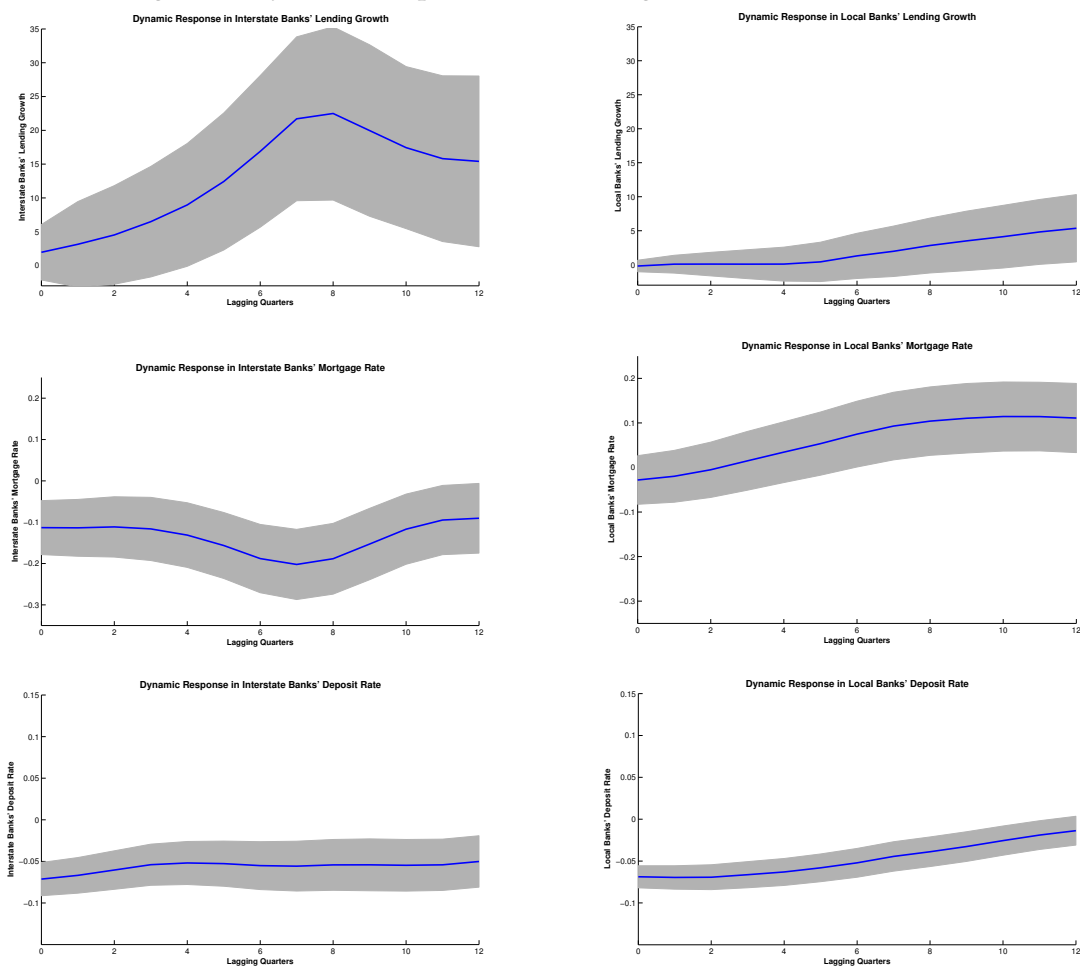 Dynamic Response in Interstate Banks' Lending Growth
Interstate Banks' Lending Growth
35
30
25
20
15
10
5
0
0 2 4 6 8 10 12
Lagging Quarters
Dynamic Response in Local Banks' Lending Growth
Local Banks' Lending Growth
35
30
25
20
15
10
5
0
0 2 4 6 8 10 12
Lagging Quarters
Dynamic Response in Interstate Banks' Mortgage Rate
Interstate Banks' Mortgage Rate
0.2
0.1
0
−0.1
−0.2
−0.3
0 2 4 6 8 10 12
Lagging Quarters
Dynamic Response in Local Banks' Mortgage Rate
Local Banks' Mortgage Rate
0.2
0.1
0
−0.1
−0.2
−0.3
0 2 4 6 8 10 12
Lagging Quarters
Dynamic Response in Interstate Banks' Deposit Rate
Interstate Banks' Deposit Rate
0.15
0.1
0.05
0
−0.05
−0.1
0 2 4 6 8 10 12
Lagging Quarters
Dynamic Response in Local Banks' Deposit Rate
Local Banks' Deposit Rate
0.15
0.1
0.05
0
−0.05
−0.1
0 2 4 6 8 10 12
Lagging Quarters